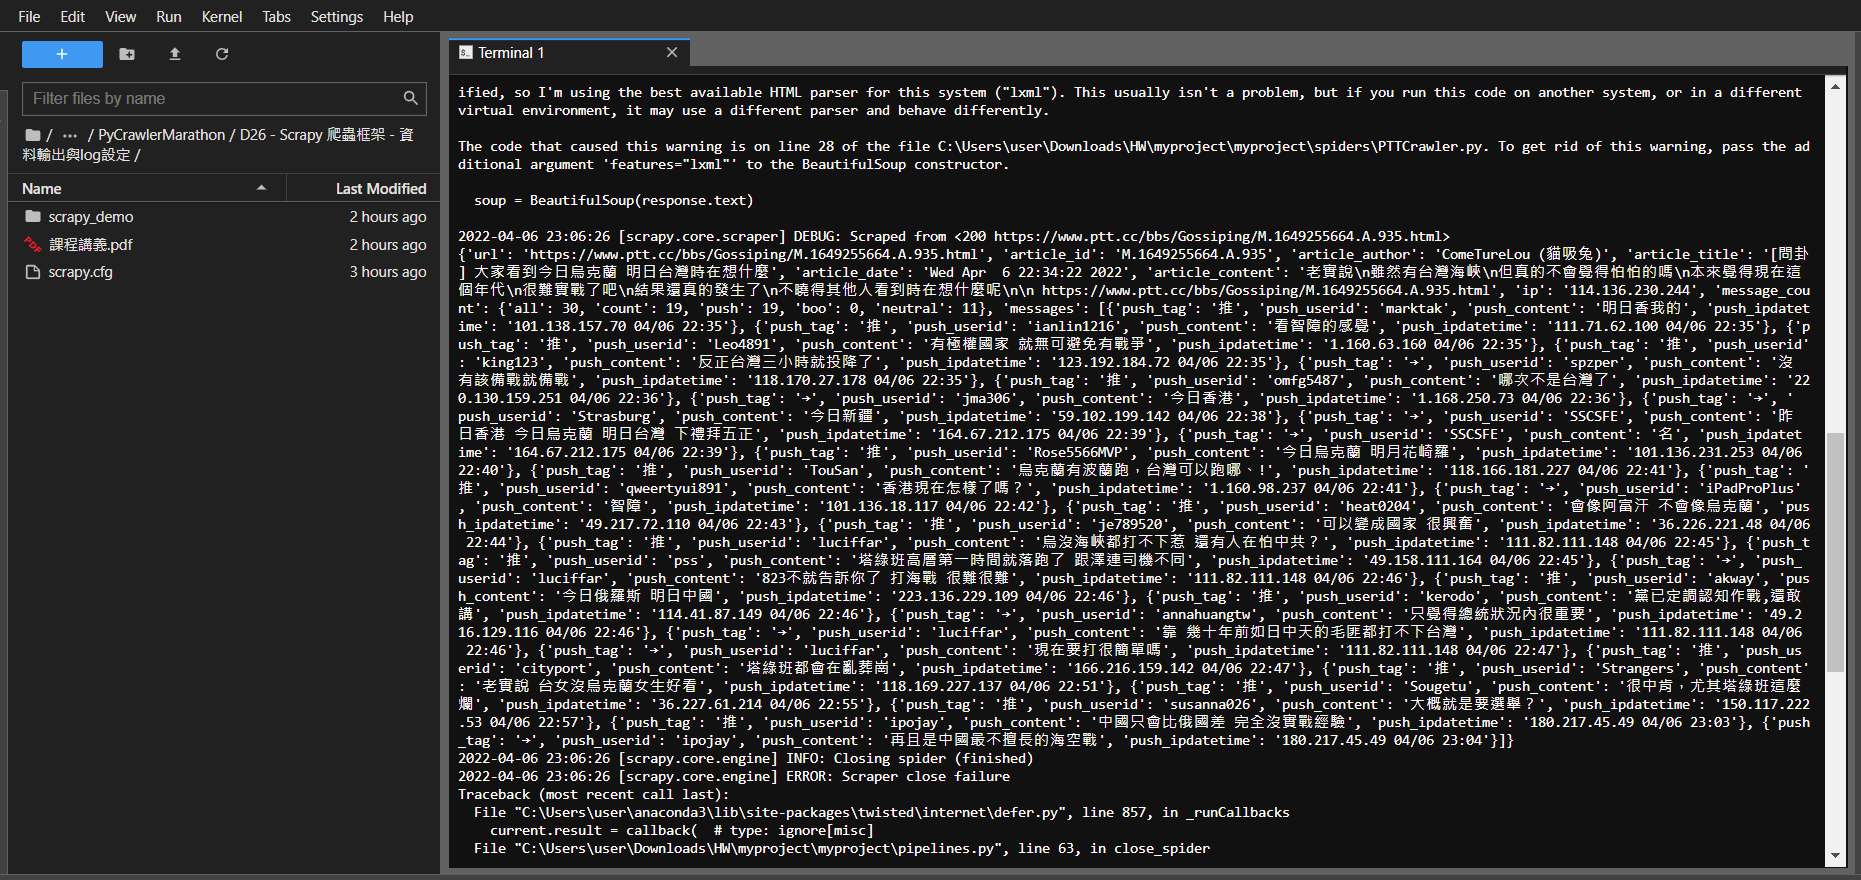 File Edit View Run Kernel Tabs Settings Help
+
Filter files by name
/ ··· / PyCrawlerMarathon / D26 - Scrapy 爬蟲框架 - 資
料輸出與log設定 /
Name Last Modified
scrapy_demo 2 hours ago
課程講義.pdf 2 hours ago
scrapy.cfg 3 hours ago
Terminal 1
ified, so I'm using the best available HTML parser for this system ("lxml"). This usually isn't a problem, but if you run this code on another system, or in a different
virtual environment, it may use a different parser and behave differently.
The code that caused this warning is on line 28 of the file C:\Users\user\Downloads\HW\myproject\myproject\spiders\PTTCrawler.py. To get rid of this warning, pass the ad
ditional argument 'features="lxml"' to the BeautifulSoup constructor.
soup = BeautifulSoup(response.text)
2022-04-06 23:06:26 [scrapy.core.scraper] DEBUG: Scraped from <200 https://www.ptt.cc/bbs/Gossiping/M.1649255664.A.935.html>
{'url': 'https://www.ptt.cc/bbs/Gossiping/M.1649255664.A.935.html', 'article_id': 'M.1649255664.A.935', 'article_author': 'ComeTureLou (貓吸兔)', 'article_title': '[問卦
] 大家看到今日烏克蘭 明日台灣時在想什麼', 'article_date': 'Wed Apr  6 22:34:22 2022', 'article_content': '老實說\n雖然有台灣海峽\n但真的不會覺得怕怕的嗎\n本來覺得現在這
個年代\n很難實戰了吧\n結果還真的發生了\n不曉得其他人看到時在想什麼呢\n\n https://www.ptt.cc/bbs/Gossiping/M.1649255664.A.935.html', 'ip': '114.136.230.244', 'message_cou
nt': {'all': 30, 'count': 19, 'push': 19, 'boo': 0, 'neutral': 11}, 'messages': [{'push_tag': '推', 'push_userid': 'marktak', 'push_content': '明日香我的', 'push_ipdatet
ime': '101.138.157.70 04/06 22:35'}, {'push_tag': '推', 'push_userid': 'ianlin1216', 'push_content': '看智障的感覺', 'push_ipdatetime': '111.71.62.100 04/06 22:35'}, {'p
ush_tag': '推', 'push_userid': 'Leo4891', 'push_content': '有極權國家 就無可避免有戰爭', 'push_ipdatetime': '1.160.63.160 04/06 22:35'}, {'push_tag': '推', 'push_userid'
: 'king123', 'push_content': '反正台灣三小時就投降了', 'push_ipdatetime': '123.192.184.72 04/06 22:35'}, {'push_tag': '→', 'push_userid': 'spzper', 'push_content': '沒
有該備戰就備戰', 'push_ipdatetime': '118.170.27.178 04/06 22:35'}, {'push_tag': '推', 'push_userid': 'omfg5487', 'push_content': '哪次不是台灣了', 'push_ipdatetime': '22
0.130.159.251 04/06 22:36'}, {'push_tag': '→', 'push_userid': 'jma306', 'push_content': '今日香港', 'push_ipdatetime': '1.168.250.73 04/06 22:36'}, {'push_tag': '→', '
push_userid': 'Strasburg', 'push_content': '今日新疆', 'push_ipdatetime': '59.102.199.142 04/06 22:38'}, {'push_tag': '→', 'push_userid': 'SSCSFE', 'push_content': '昨
日香港 今日烏克蘭 明日台灣 下禮拜五正', 'push_ipdatetime': '164.67.212.175 04/06 22:39'}, {'push_tag': '→', 'push_userid': 'SSCSFE', 'push_content': '名', 'push_ipdatet
ime': '164.67.212.175 04/06 22:39'}, {'push_tag': '推', 'push_userid': 'Rose5566MVP', 'push_content': '今日烏克蘭 明月花崎羅', 'push_ipdatetime': '101.136.231.253 04/06
22:40'}, {'push_tag': '推', 'push_userid': 'TouSan', 'push_content': '烏克蘭有波蘭跑，台灣可以跑哪、!', 'push_ipdatetime': '118.166.181.227 04/06 22:41'}, {'push_tag': '
推', 'push_userid': 'qweertyui891', 'push_content': '香港現在怎樣了嗎？', 'push_ipdatetime': '1.160.98.237 04/06 22:41'}, {'push_tag': '→', 'push_userid': 'iPadProPlus'
, 'push_content': '智障', 'push_ipdatetime': '101.136.18.117 04/06 22:42'}, {'push_tag': '推', 'push_userid': 'heat0204', 'push_content': '會像阿富汗 不會像烏克蘭', 'pus
h_ipdatetime': '49.217.72.110 04/06 22:43'}, {'push_tag': '推', 'push_userid': 'je789520', 'push_content': '可以變成國家 很興奮', 'push_ipdatetime': '36.226.221.48 04/06
22:44'}, {'push_tag': '推', 'push_userid': 'luciffar', 'push_content': '烏沒海峽都打不下惹 還有人在怕中共？', 'push_ipdatetime': '111.82.111.148 04/06 22:45'}, {'push_t
ag': '推', 'push_userid': 'pss', 'push_content': '塔綠班高層第一時間就落跑了 跟澤連司機不同', 'push_ipdatetime': '49.158.111.164 04/06 22:45'}, {'push_tag': '→', 'push_
userid': 'luciffar', 'push_content': '823不就告訴你了 打海戰 很難很難', 'push_ipdatetime': '111.82.111.148 04/06 22:46'}, {'push_tag': '推', 'push_userid': 'akway', 'pus
h_content': '今日俄羅斯 明日中國', 'push_ipdatetime': '223.136.229.109 04/06 22:46'}, {'push_tag': '推', 'push_userid': 'kerodo', 'push_content': '黨已定調認知作戰,還敢
講', 'push_ipdatetime': '114.41.87.149 04/06 22:46'}, {'push_tag': '→', 'push_userid': 'annahuangtw', 'push_content': '只覺得總統狀況內很重要', 'push_ipdatetime': '49.2
16.129.116 04/06 22:46'}, {'push_tag': '→', 'push_userid': 'luciffar', 'push_content': '靠 幾十年前如日中天的毛匪都打不下台灣', 'push_ipdatetime': '111.82.111.148 04/06
22:46'}, {'push_tag': '→', 'push_userid': 'luciffar', 'push_content': '現在要打很簡單嗎', 'push_ipdatetime': '111.82.111.148 04/06 22:47'}, {'push_tag': '推', 'push_us
erid': 'cityport', 'push_content': '塔綠班都會在亂葬崗', 'push_ipdatetime': '166.216.159.142 04/06 22:47'}, {'push_tag': '推', 'push_userid': 'Strangers', 'push_content'
: '老實說 台女沒烏克蘭女生好看', 'push_ipdatetime': '118.169.227.137 04/06 22:51'}, {'push_tag': '推', 'push_userid': 'Sougetu', 'push_content': '很中肯，尤其塔綠班這麼
爛', 'push_ipdatetime': '36.227.61.214 04/06 22:55'}, {'push_tag': '推', 'push_userid': 'susanna026', 'push_content': '大概就是要選舉？', 'push_ipdatetime': '150.117.222
.53 04/06 22:57'}, {'push_tag': '推', 'push_userid': 'ipojay', 'push_content': '中國只會比俄國差 完全沒實戰經驗', 'push_ipdatetime': '180.217.45.49 04/06 23:03'}, {'push
_tag': '→', 'push_userid': 'ipojay', 'push_content': '再且是中國最不擅長的海空戰', 'push_ipdatetime': '180.217.45.49 04/06 23:04'}]}
2022-04-06 23:06:26 [scrapy.core.engine] INFO: Closing spider (finished)
2022-04-06 23:06:26 [scrapy.core.engine] ERROR: Scraper close failure
Traceback (most recent call last):
File "C:\Users\user\anaconda3\lib\site-packages\twisted\internet\defer.py", line 857, in _runCallbacks
current.result = callback(  # type: ignore[misc]
File "C:\Users\user\Downloads\HW\myproject\myproject\pipelines.py", line 63, in close_spider